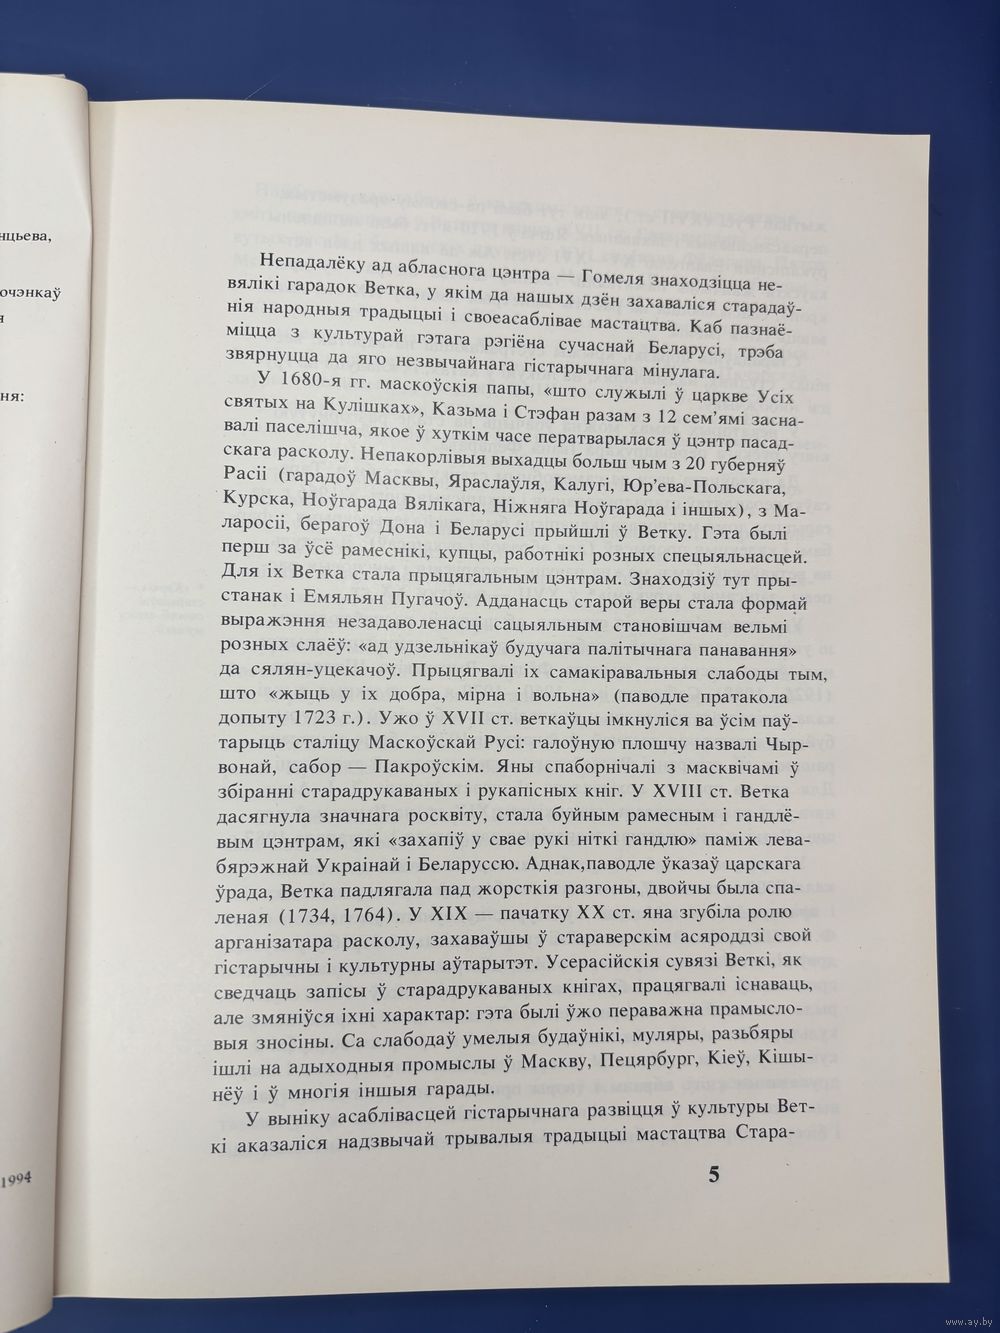 нцьева,
очэнкаў
я
ня:
1994
Непадалёку ад абласнога цэнтра — Гомеля знаходзіцца не-
вялікі гарадок Ветка, у якім да нашых дзён захаваліся старадаў-
нія народныя традыцыі і своеасаблівае мастацтва. Каб пазнаё-
міцца з культурай гэтага рэгіёна сучаснай Беларусі, трэба
звярнуцца да яго незвычайнага гістарычнага мінулага.
У 1680-я гг. маскоўскія папы, «што служылі ў царкве Усіх
святых на Кулішках», Казьма і Стэфан разам з 12 сем’ямі засна-
валі паселішча, якое ў хуткім часе ператварылася ў цэнтр пасад-
скага расколу. Непакорлівыя выхадцы больш чым з 20 губерняў
Расіі (гарадоў Масквы, Яраслаўля, Калугі, Юр’ева-Польскага,
Курска, Ноўгарада Вялікага, Ніжняга Ноўгарада і іншых), з Ма-
ларосіі, берагоў Дона і Беларусі прыйшлі ў Ветку. Гэта былі
перш за ўсё рамеснікі, купцы, работнікі розных спецыяльнасцей.
Для іх Ветка стала прыцягальным цэнтрам. Знаходзіў тут пры-
станак і Емяльян Пугачоў. Адданасць старой веры стала формай
выражэння незадаволенасці сацыяльным становішчам вельмі
розных слаёў: «ад удзельнікаў будучага палітычнага панавання»
да сялян-уцекачоў. Прыцягвалі іх самакіравальныя слабоды тым,
што «жыць у іх добра, мірна і вольна» (паводле пратакола
допыту 1723 г.). Ужо ў XVII ст. веткаўцы імкнуліся ва ўсім паў-
тарыць сталіцу Маскоўскай Русі: галоўную плошчу назвалі Чыр-
вонай, сабор — Пакроўскім. Яны спаборнічалі з масквічамі ў
збіранні старадрукаваных і рукапісных кніг. У XVIII ст. Ветка
дасягнула значнага росквіту, стала буйным рамесным і гандлё-
вым цэнтрам, які «захапіў у свае рукі ніткі гандлю» паміж лева-
бярэжнай Украінай і Беларуссю. Аднак,паводле ўказаў царскага
ўрада, Ветка падлягала пад жорсткія разгоны, двойчы была спа-
леная (1734, 1764). У XIX — пачатку XX ст. яна згубіла ролю
арганізатара расколу, захаваўшы ў стараверскім асяроддзі свой
гістарычны і культурны аўтарытэт. Усерасійскія сувязі Веткі, як
сведчаць запісы ў старадрукаваных кнігах, працягвалі існаваць,
але змяніўся іхні характар: гэта былі ўжо пераважна прамысло-
выя зносіны. Са слабодаў умелыя будаўнікі, муляры, разьбяры
ішлі на адыходныя промыслы ў Маскву, Пецярбург, Кіеў, Кішы-
нёў і ў многія іншыя гарады.
У выніку асаблівасцей гістарычнага развіцця ў культуры Вет-
кі аказаліся надзвычай трывалыя традыцыі мастацтва Стара-
5
www.ay.by